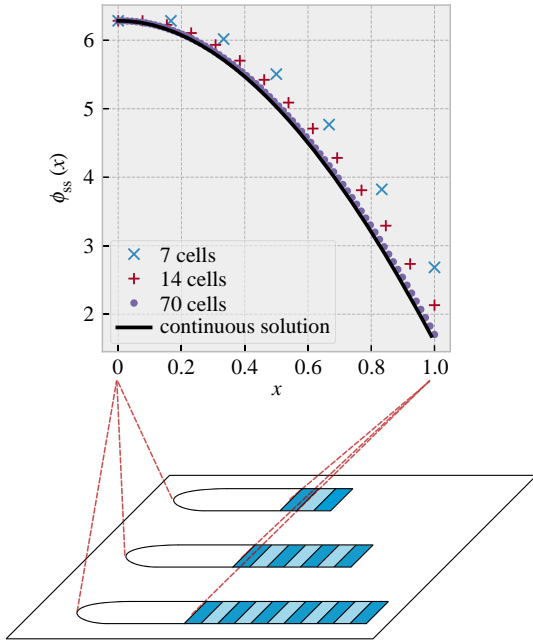 6
5
4
3
2
ϕss (x)
7 cells
14 cells
70 cells
continuous solution
0 0.2 0.4 0.6 0.8 1.0
x